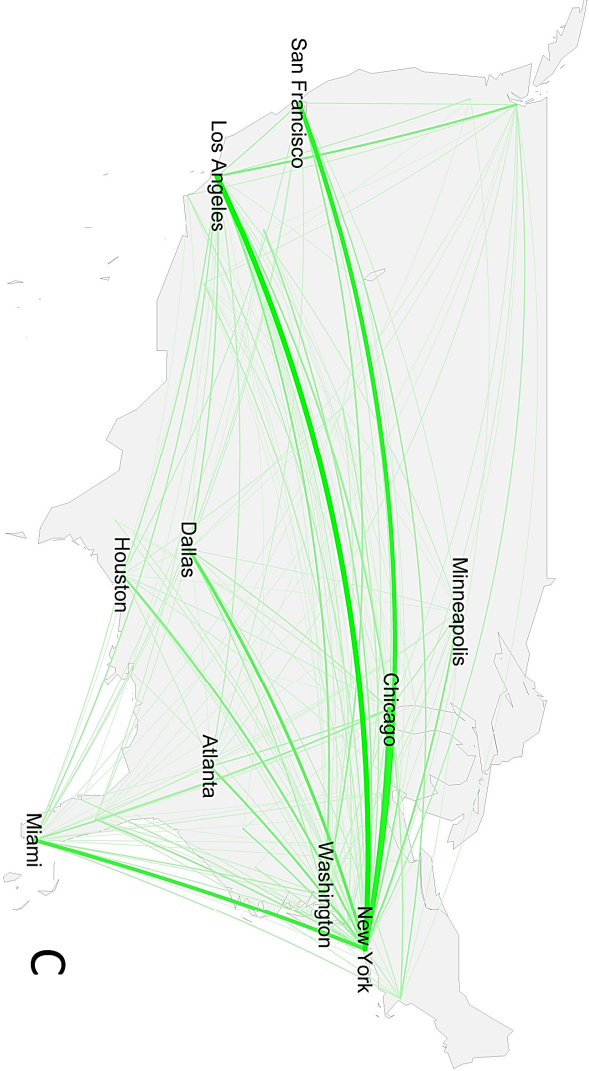 San Francisco
Los Angeles
Minneapolis
Dallas
Houston
Chicago
Atlanta
Washington
New York
Miami
C